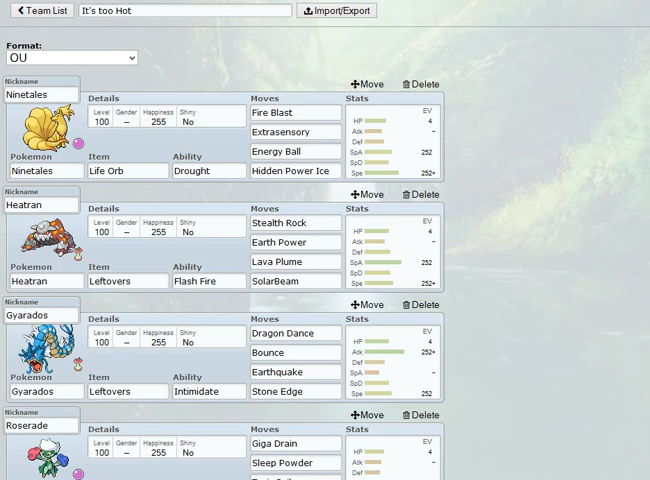 Team List It's too Hot Import/Export
Format:
OU
Move Delete
Nickname
Ninetales
Details Moves Stats
Level Gender Happiness Shiny
100 – 255 No
Fire Blast
Extrasensory
Energy Ball
Hidden Power Ice
EV
HP 4
Atk –
Def
SpA 252
SpD
Spe 252+
Pokemon Item Ability
Ninetales Life Orb Drought
Move Delete
Nickname
Heatran
Details Moves Stats
Level Gender Happiness Shiny
100 – 255 No
Stealth Rock
Earth Power
Lava Plume
SolarBeam
EV
HP 4
Atk –
Def
SpA 252
SpD
Spe 252+
Pokemon Item Ability
Heatran Leftovers Flash Fire
Move Delete
Nickname
Gyarados
Details Moves Stats
Level Gender Happiness Shiny
100 – 255 No
Dragon Dance
Bounce
Earthquake
Stone Edge
EV
HP 4
Atk 252+
Def
SpA –
SpD
Spe 252
Pokemon Item Ability
Gyarados Leftovers Intimidate
Move Delete
Nickname
Roserade
Details Moves Stats
Level Gender Happiness Shiny
100 – 255 No
Giga Drain
Sleep Powder
EV
HP 4
Atk –
Def